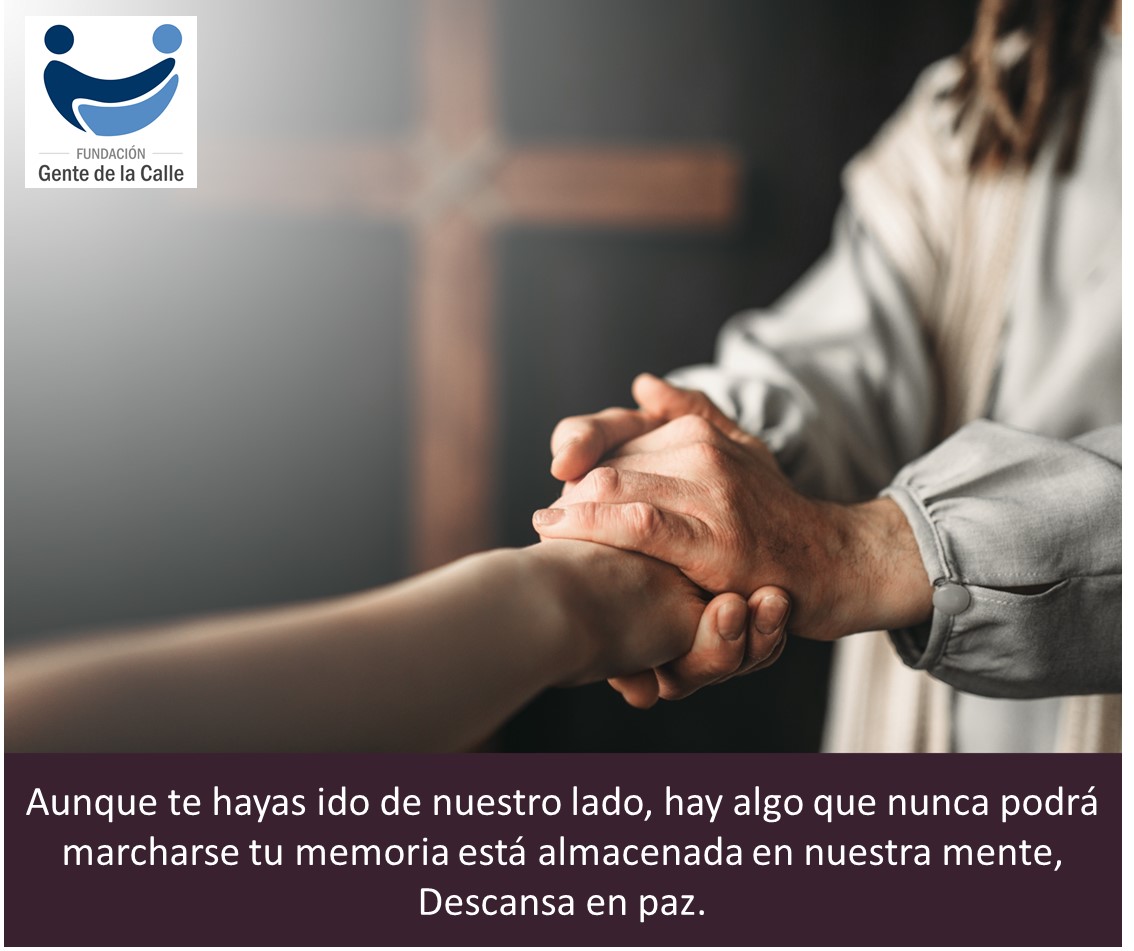 FUNDACIÓN
Gente de la Calle
Aunque te hayas ido de nuestro lado, hay algo que nunca podrá
marcharse tu memoria está almacenada en nuestra mente,
Descansa en paz.